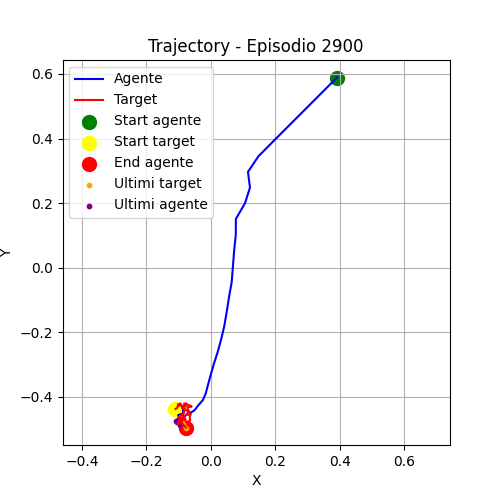 Trajectory - Episodio 2900
Agente
Target
Start agente
Start target
End agente
Ultimi target
Ultimi agente
0.6
0.4
0.2
0.0
−0.2
−0.4
Y
−0.4
−0.2
0.0
0.2
0.4
0.6
X